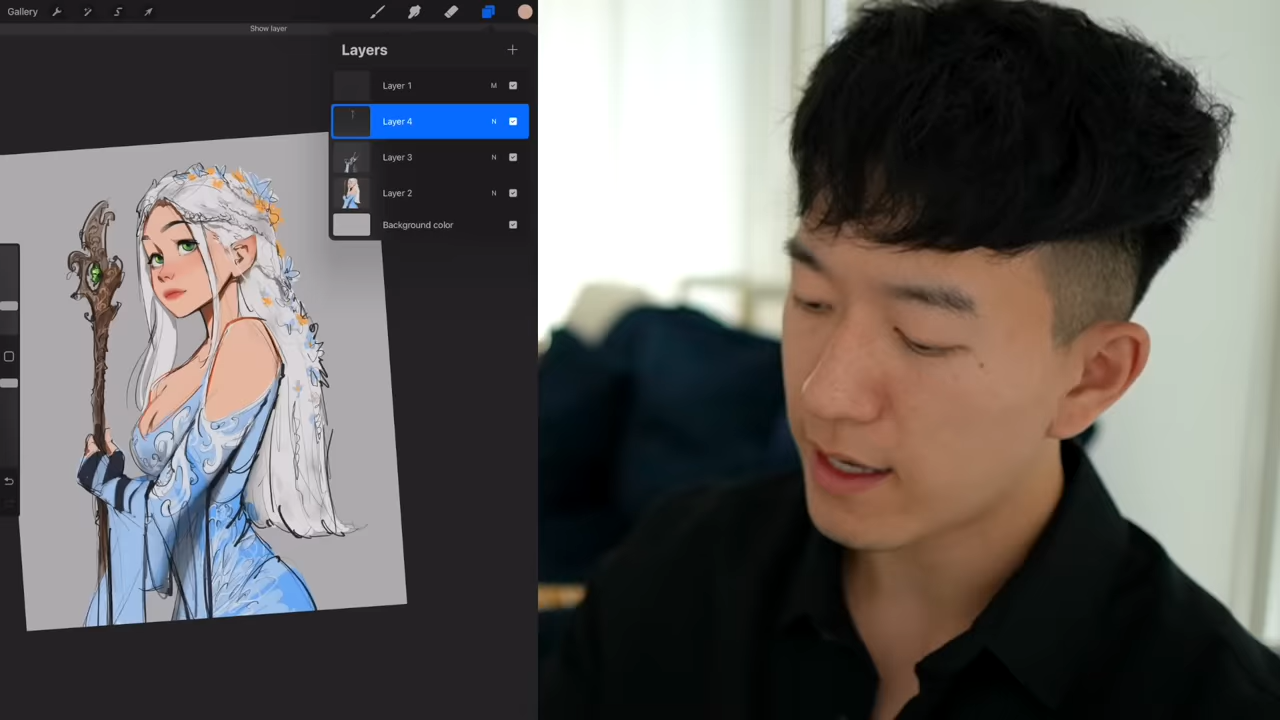 Gallery
Show layer
Layers
Layer 1 M
Layer 4 N
Layer 3 N
Layer 2 N
Background color